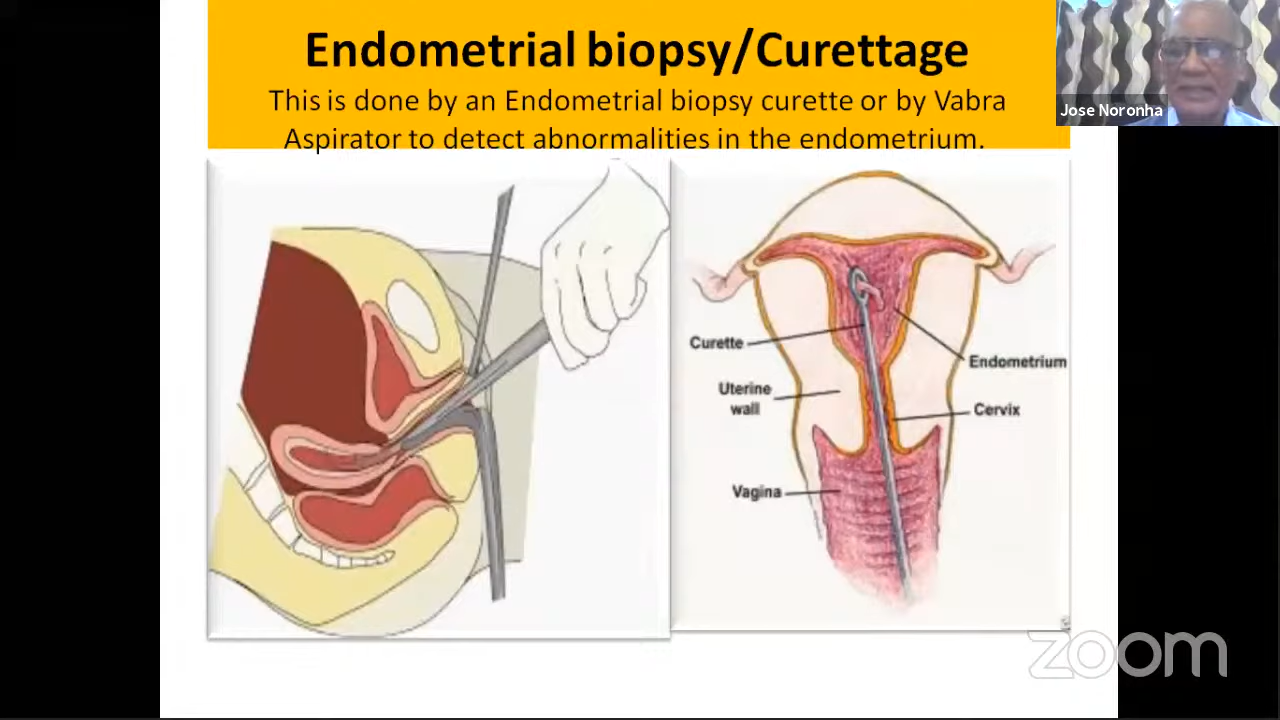 Endometrial biopsy/Curettage
This is done by an Endometrial biopsy curette or by Vabra
Aspirator to detect abnormalities in the endometrium.
Jose Noronha
Curette
Endometrium
Uterine
wall
Cervix
Vagina
zoom